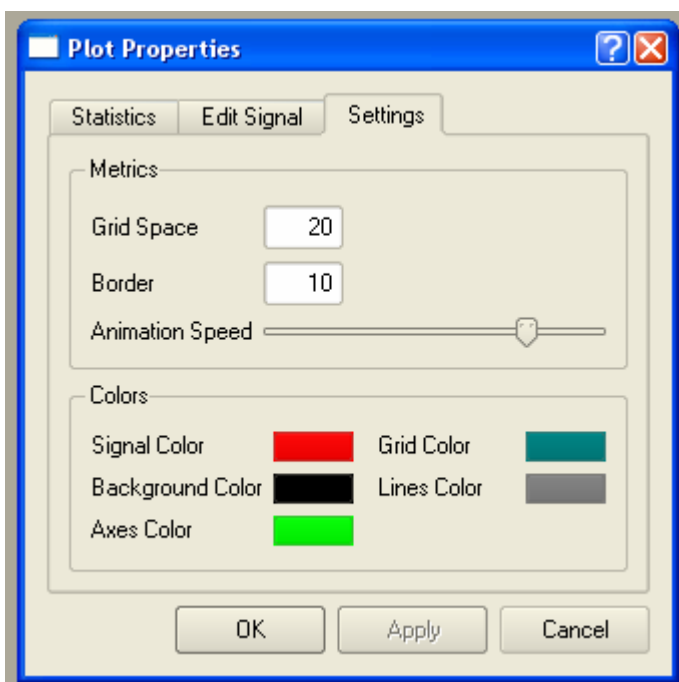 Plot Properties
Statistics Edit Signal Settings
Metrics
Grid Space 20
Border 10
Animation Speed
Colors
Signal Color Grid Color
Background Color Lines Color
Axes Color
OK Apply Cancel